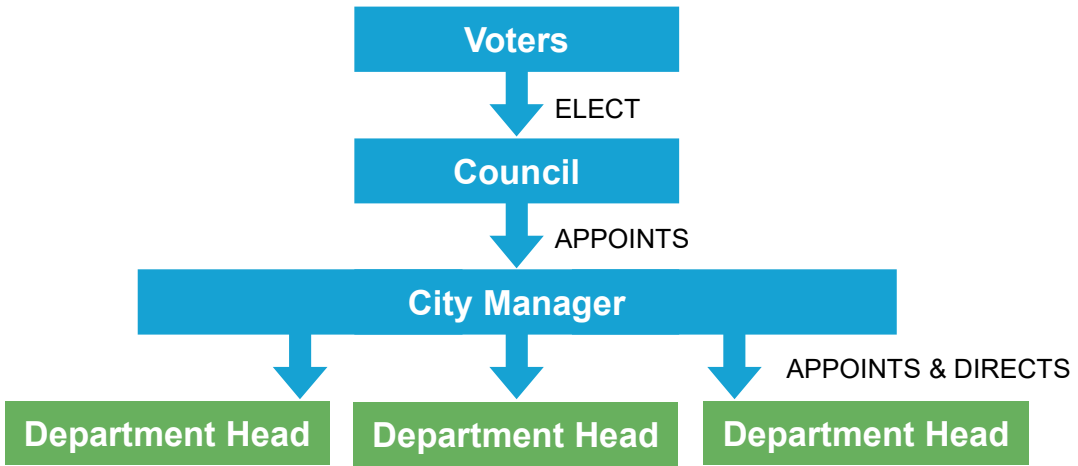 Voters
ELECT
Council
APPOINTS
City Manager
APPOINTS & DIRECTS
Department Head
Department Head
Department Head